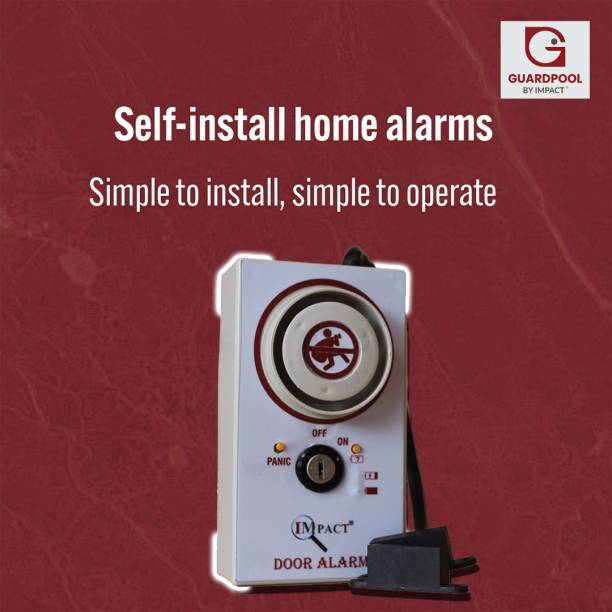 GUARDPOOL
BY IMPACT
Self-install home alarms
Simple to install, simple to operate
OFF
PANIC
ON
IMPACT®
DOOR ALARM